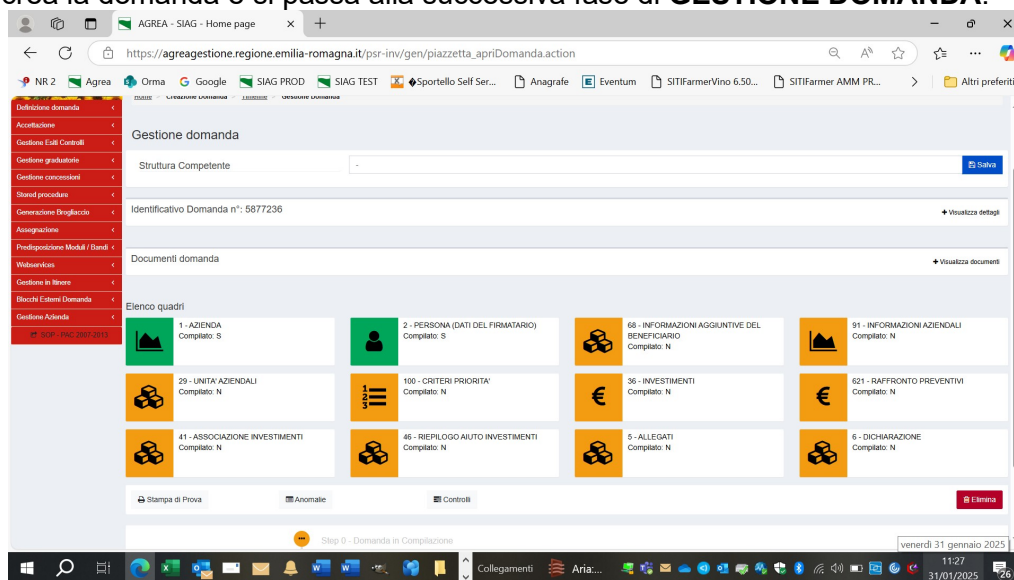 crea la domanda e si passa alla successiva fase di GESTIONE DOMANDA.
AGREA - SIAG - Home page
https://agreagestione.regione.emilia-romagna.it/psr-inv/gen/piazzetta_apriDomanda.action
NR 2 Agrea Orma Google SIAG PROD SIAG TEST �Sportello Self Ser... Anagrafe Eventum SITIFarmerVino 6.50... SITIFarmer AMM PR... Altri preferiti
Home Creazione Domanda Timeline Gestione Domanda
Definizione domanda
Accettazione
Gestione Esiti Controlli
Gestione graduatorie
Gestione concessioni
Stored procedure
Generazione Brogliaccio
Assegnazione
Predisposizione Moduli / Bandi
Webservices
Gestione in Itinere
Blocchi Esterni Domanda
Gestione Azienda
SOP - PAC 2007-2013
Gestione domanda
Struttura Competente - Salva
Identificativo Domanda n°: 5877236 + Visualizza dettagli
Documenti domanda + Visualizza documenti
Elenco quadri
1 - AZIENDA
Compilato: S
2 - PERSONA (DATI DEL FIRMATARIO)
Compilato: S
68 - INFORMAZIONI AGGIUNTIVE DEL
BENEFICIARIO
Compilato: N
91 - INFORMAZIONI AZIENDALI
Compilato: N
29 - UNITA' AZIENDALI
Compilato: N
100 - CRITERI PRIORITA'
Compilato: N
36 - INVESTIMENTI
Compilato: N
621 - RAFFRONTO PREVENTIVI
Compilato: N
41 - ASSOCIAZIONE INVESTIMENTI
Compilato: N
46 - RIEPILOGO AIUTO INVESTIMENTI
Compilato: N
5 - ALLEGATI
Compilato: N
6 - DICHIARAZIONE
Compilato: N
Stampa di Prova Anomalie Controlli Elimina
Step 0 - Domanda in Compilazione
venerdì 31 gennaio 2025
Collegamenti Aria:... 11:27
31/01/2025 26